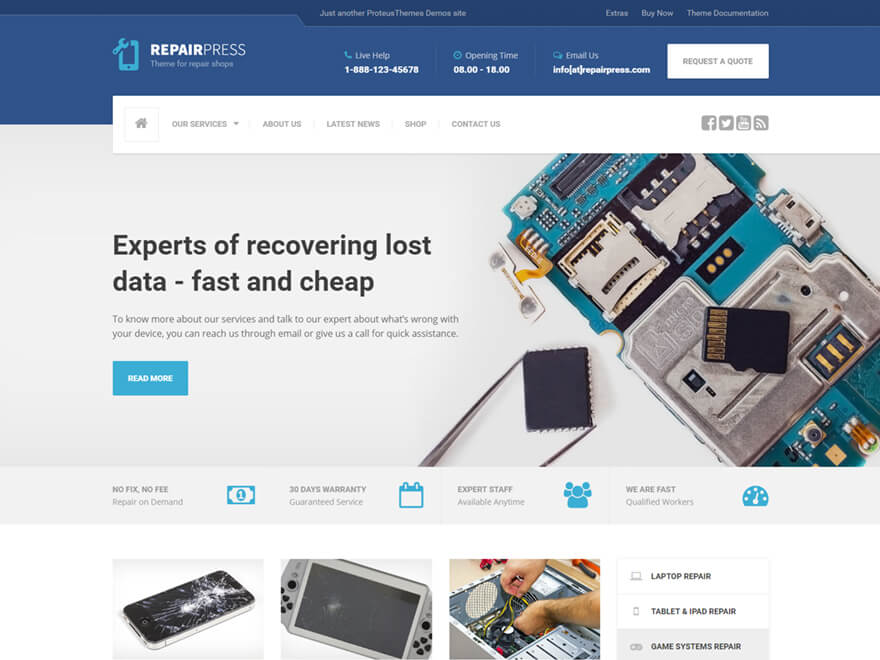 Just another ProteusThemes Demos site
Extras Buy Now Theme Documentation
REPAIRPRESS
Theme for repair shops
Live Help
1-888-123-45678
Opening Time
08.00 - 18.00
Email Us
info[at]repairpress.com
REQUEST A QUOTE
OUR SERVICES ABOUT US LATEST NEWS SHOP CONTACT US
Experts of recovering lost
data - fast and cheap
To know more about our services and talk to our expert about what's wrong with
your device, you can reach us through email or give us a call for quick assistance.
READ MORE
NO FIX, NO FEE
Repair on Demand
30 DAYS WARRANTY
Guaranteed Service
EXPERT STAFF
Available Anytime
WE ARE FAST
Qualified Workers
LAPTOP REPAIR
TABLET & IPAD REPAIR
GAME SYSTEMS REPAIR